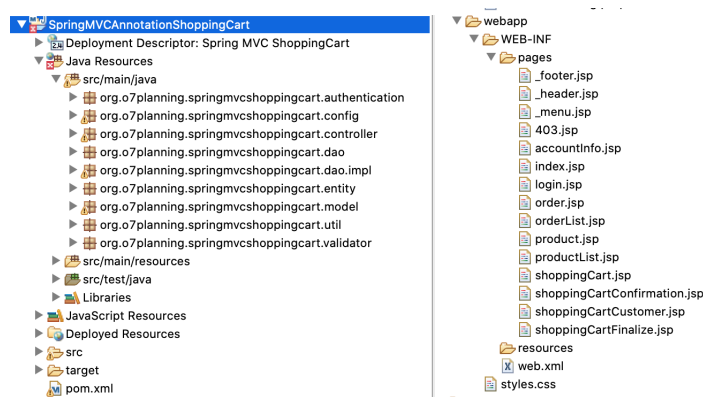 SpringMVCAnnotationShoppingCart
Deployment Descriptor: Spring MVC ShoppingCart
Java Resources
src/main/java
org.o7planning.springmvcshoppingcart.authentication
org.o7planning.springmvcshoppingcart.config
org.o7planning.springmvcshoppingcart.controller
org.o7planning.springmvcshoppingcart.dao
org.o7planning.springmvcshoppingcart.dao.impl
org.o7planning.springmvcshoppingcart.entity
org.o7planning.springmvcshoppingcart.model
org.o7planning.springmvcshoppingcart.util
org.o7planning.springmvcshoppingcart.validator
src/main/resources
src/test/java
Libraries
JavaScript Resources
Deployed Resources
src
target
pom.xml
webapp
WEB-INF
pages
_footer.jsp
_header.jsp
_menu.jsp
403.jsp
accountInfo.jsp
index.jsp
login.jsp
order.jsp
orderList.jsp
product.jsp
productList.jsp
shoppingCart.jsp
shoppingCartConfirmation.jsp
shoppingCartCustomer.jsp
shoppingCartFinalize.jsp
resources
web.xml
styles.css